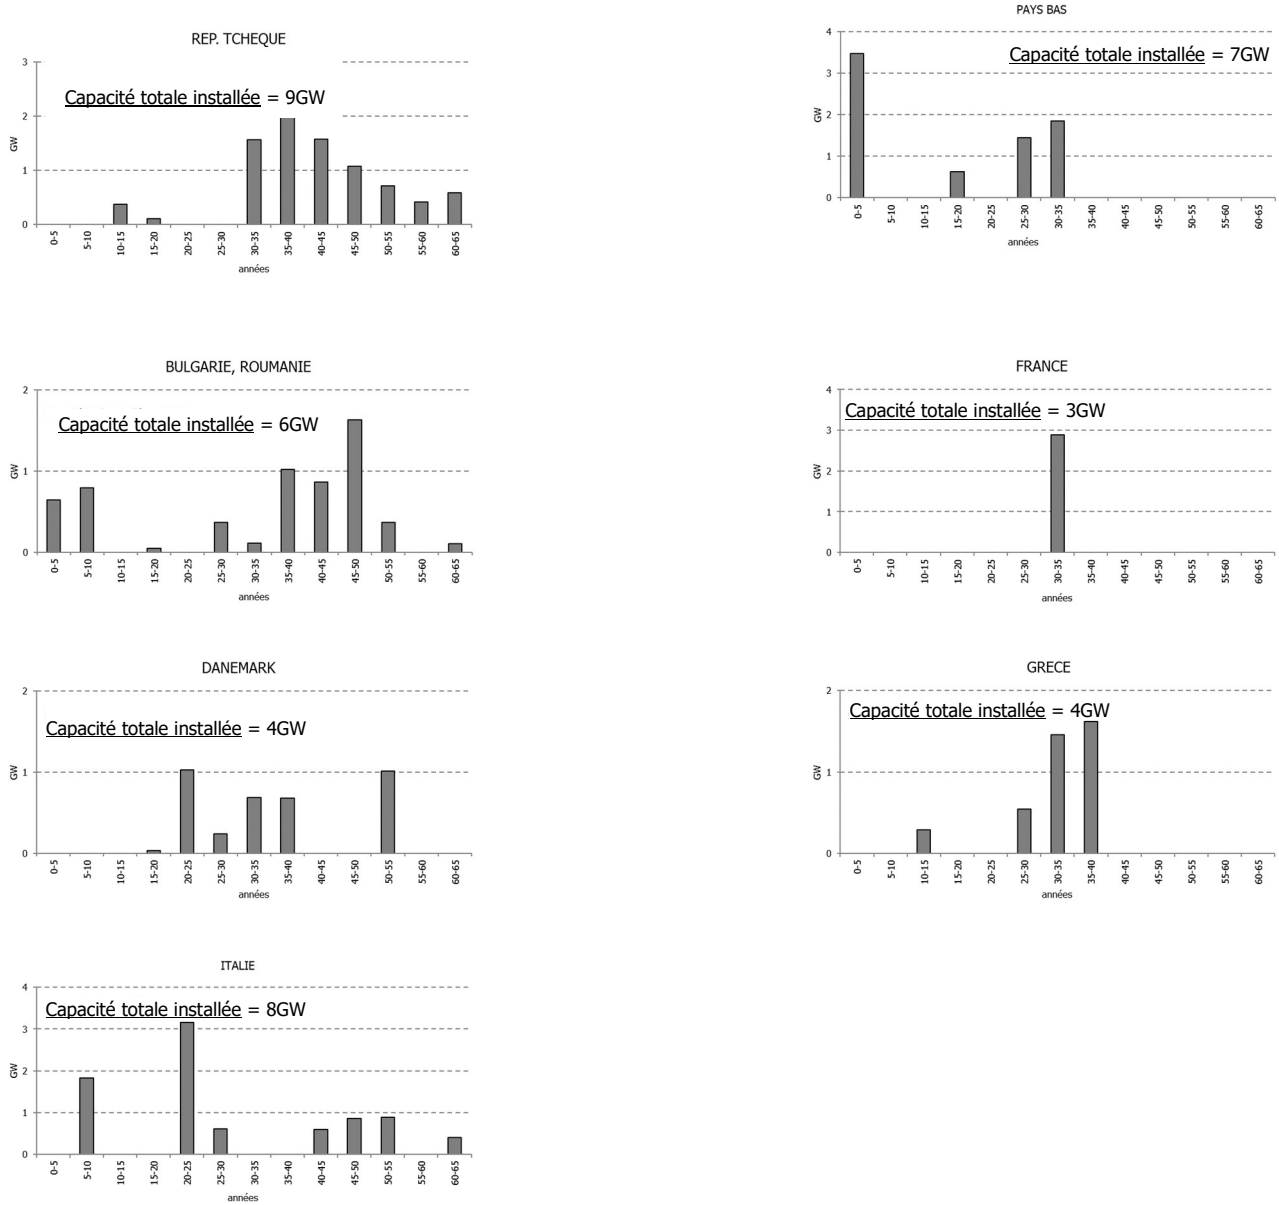 REP. TCHEQUE
Capacité totale installée = 9GW
3
2
1
0
GW
0-5 5-10 10-15 15-20 20-25 25-30 30-35 35-40 40-45 45-50 50-55 55-60 60-65
années
PAYS BAS
Capacité totale installée = 7GW
4
3
2
1
0
GW
0-5 5-10 10-15 15-20 20-25 25-30 30-35 35-40 40-45 45-50 50-55 55-60 60-65
années
BULGARIE, ROUMANIE
Capacité totale installée = 6GW
2
1
0
GW
0-5 5-10 10-15 15-20 20-25 25-30 30-35 35-40 40-45 45-50 50-55 55-60 60-65
années
FRANCE
Capacité totale installée = 3GW
4
3
2
1
0
GW
0-5 5-10 10-15 15-20 20-25 25-30 30-35 35-40 40-45 45-50 50-55 55-60 60-65
années
DANEMARK
Capacité totale installée = 4GW
2
1
0
GW
0-5 5-10 10-15 15-20 20-25 25-30 30-35 35-40 40-45 45-50 50-55 55-60 60-65
années
GRECE
Capacité totale installée = 4GW
2
1
0
GW
0-5 5-10 10-15 15-20 20-25 25-30 30-35 35-40 40-45 45-50 50-55 55-60 60-65
années
ITALIE
Capacité totale installée = 8GW
4
3
2
1
0
GW
0-5 5-10 10-15 15-20 20-25 25-30 30-35 35-40 40-45 45-50 50-55 55-60 60-65
années